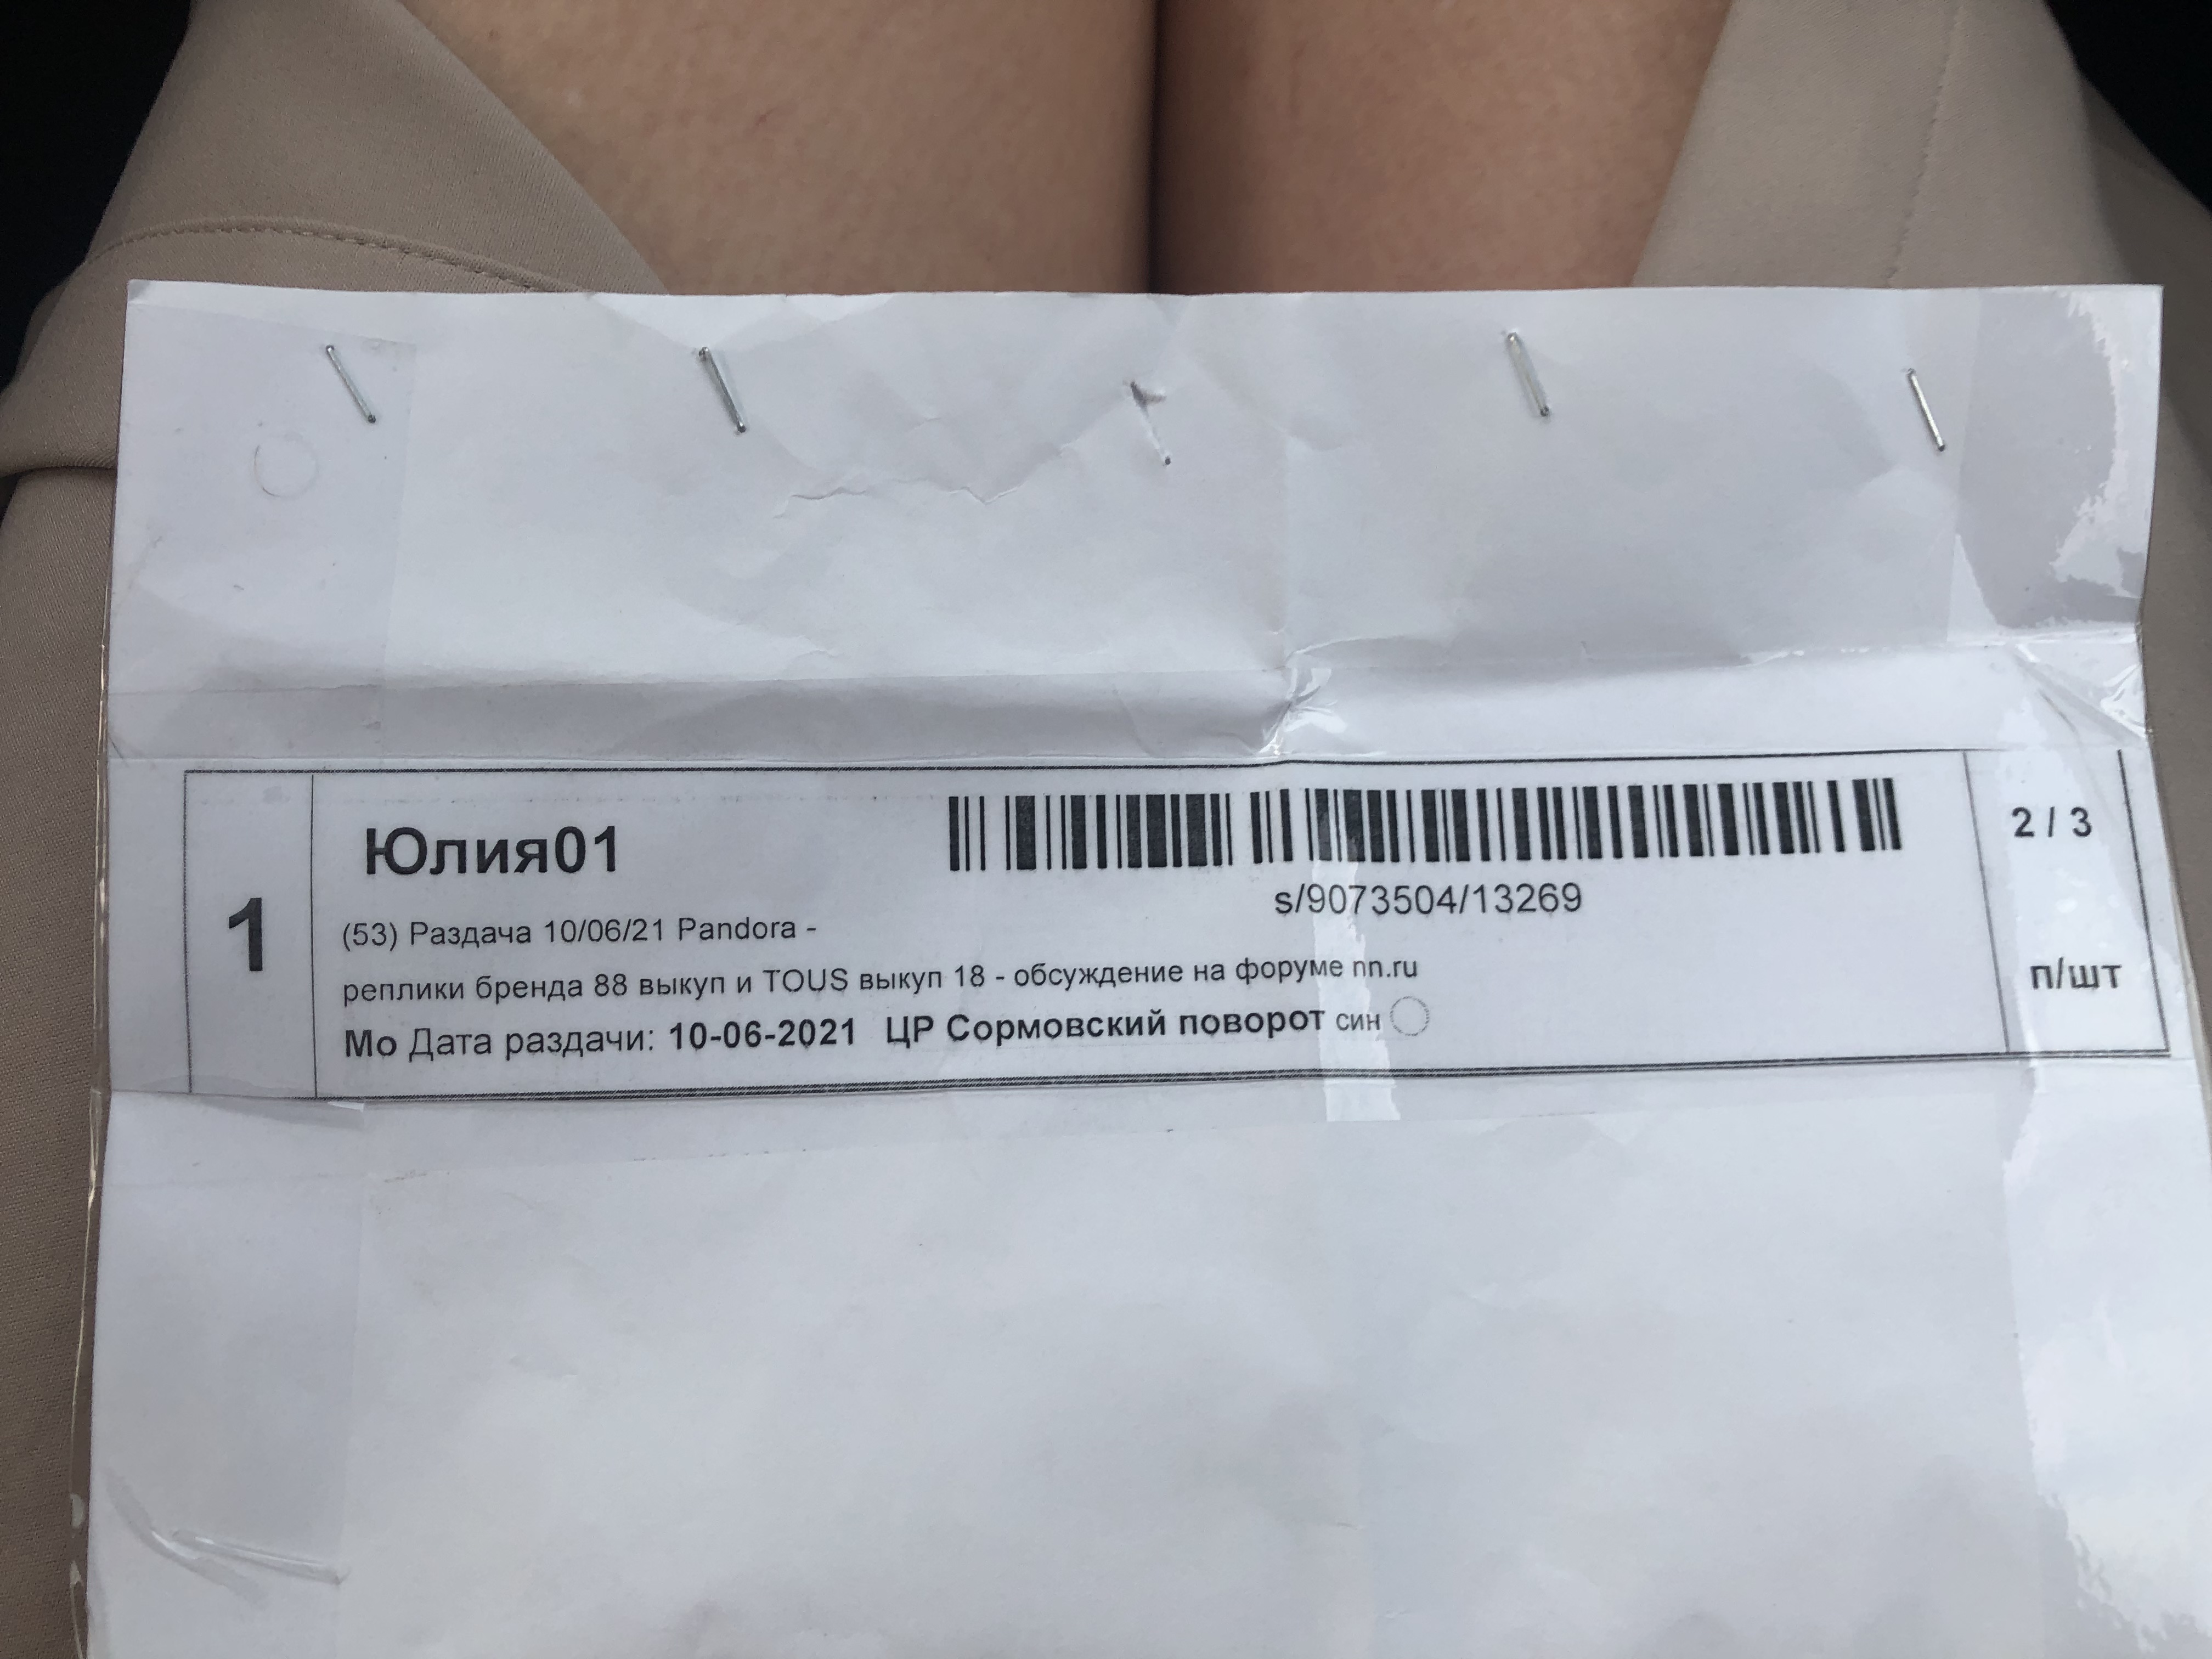 1
Юлия01
s/9073504/13269
2 / 3
(53) Раздача 10/06/21 Pandora -
реплики бренда 88 выкуп и TOUS выкуп 18 - обсуждение на форуме nn.ru
п/шт
Мо Дата раздачи: 10-06-2021 ЦР Сормовский поворот син